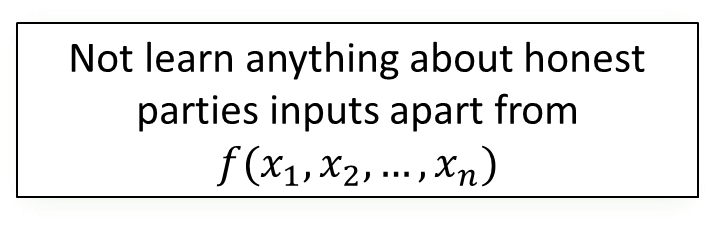 Not learn anything about honest
parties inputs apart from
𝑓(𝑥₁, 𝑥₂, … , 𝑥ₙ)